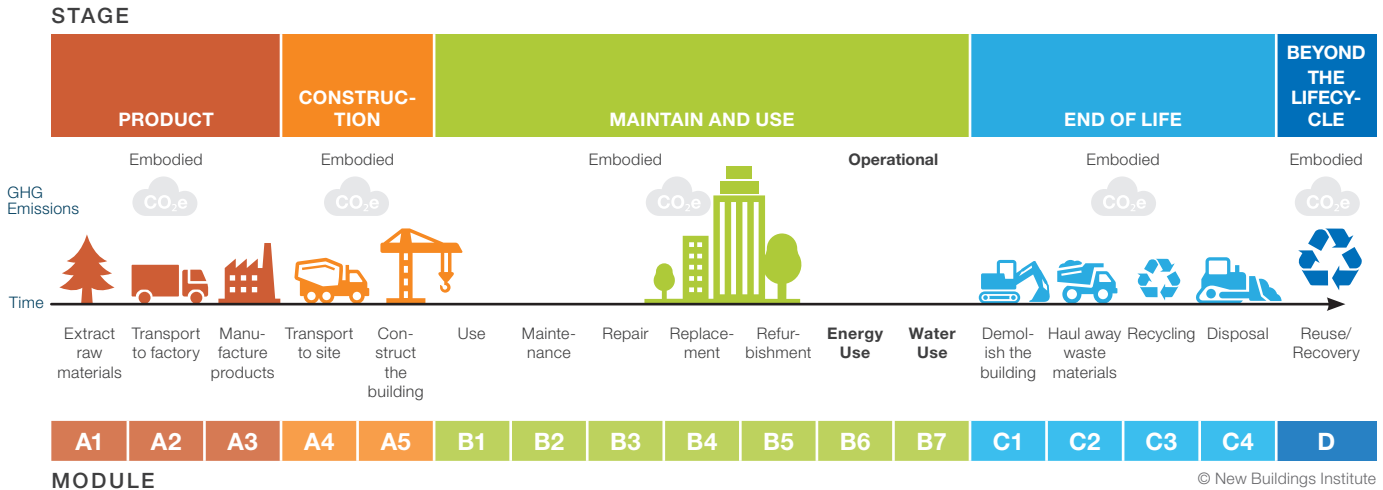 STAGE
PRODUCT
CONSTRUC-
TION
MAINTAIN AND USE
END OF LIFE
BEYOND
THE
LIFECY-
CLE
Embodied
Embodied
Embodied
Operational
Embodied
Embodied
GHG
Emissions
CO₂e
CO₂e
CO₂e
CO₂e
CO₂e
Time
Extract
raw
materials
Transport
to factory
Manu-
facture
products
Transport
to site
Con-
struct
the
building
Use
Mainte-
nance
Repair
Replace-
ment
Refur-
bishment
Energy
Use
Water
Use
Demol-
ish the
building
Haul away
waste
materials
Recycling
Disposal
Reuse/
Recovery
A1 A2 A3 A4 A5 B1 B2 B3 B4 B5 B6 B7 C1 C2 C3 C4 D
MODULE
© New Buildings Institute